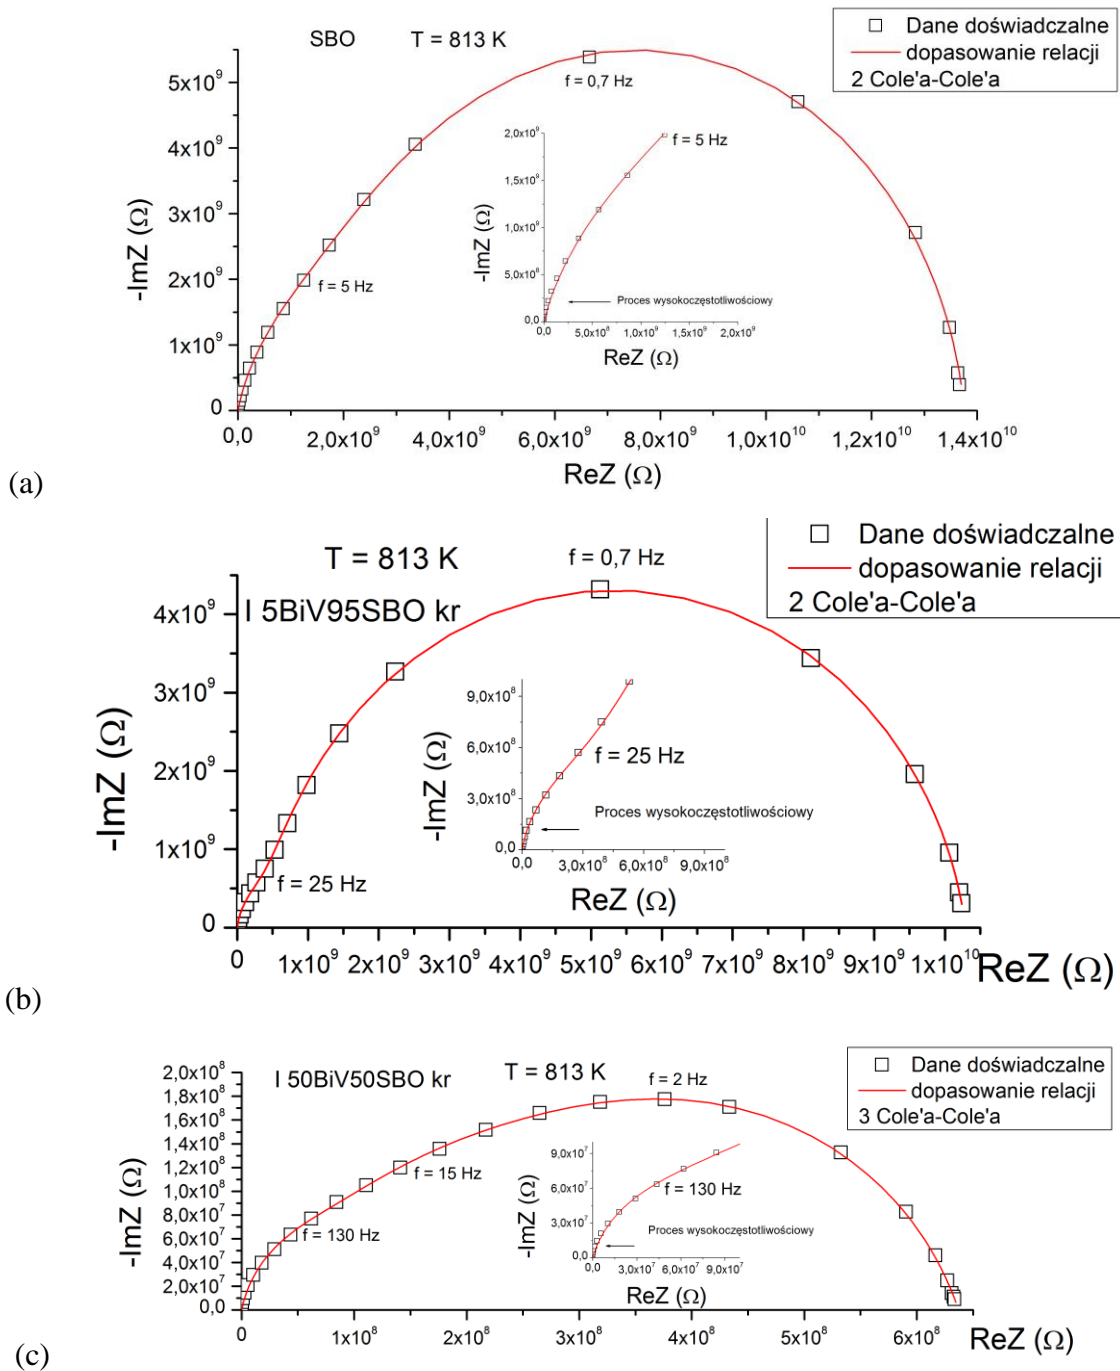 SBO T = 813 K
Dane doświadczalne
dopasowanie relacji
2 Cole'a-Cole'a
5x10⁹
4x10⁹
3x10⁹
2x10⁹
1x10⁹
0
-ImZ (Ω)
f = 0,7 Hz
f = 5 Hz
2,0x10⁹
1,5x10⁹
1,0x10⁹
5,0x10⁸
0,0
-ImZ (Ω)
f = 5 Hz
Proces wysokoczęstotliwościowy
0,0 5,0x10⁸ 1,0x10⁹ 1,5x10⁹ 2,0x10⁹
ReZ (Ω)
0,0 2,0x10⁹ 4,0x10⁹ 6,0x10⁹ 8,0x10⁹ 1,0x10¹⁰ 1,2x10¹⁰ 1,4x10¹⁰
ReZ (Ω)
(a)
T = 813 K
I 5BiV95SBO kr
f = 0,7 Hz
Dane doświadczalne
dopasowanie relacji
2 Cole'a-Cole'a
4x10⁹
3x10⁹
2x10⁹
1x10⁹
0
-ImZ (Ω)
f = 25 Hz
9,0x10⁸
6,0x10⁸
3,0x10⁸
0,0
-ImZ (Ω)
f = 25 Hz
Proces wysokoczęstotliwościowy
0,0 3,0x10⁸ 6,0x10⁸ 9,0x10⁸
ReZ (Ω)
0 1x10⁹ 2x10⁹ 3x10⁹ 4x10⁹ 5x10⁹ 6x10⁹ 7x10⁹ 8x10⁹ 9x10⁹ 1x10¹⁰
ReZ (Ω)
(b)
I 50BiV50SBO kr T = 813 K
f = 2 Hz
Dane doświadczalne
dopasowanie relacji
3 Cole'a-Cole'a
2,0x10⁸
1,8x10⁸
1,6x10⁸
1,4x10⁸
1,2x10⁸
1,0x10⁸
8,0x10⁷
6,0x10⁷
4,0x10⁷
2,0x10⁷
0,0
-ImZ (Ω)
f = 15 Hz
f = 130 Hz
9,0x10⁷
6,0x10⁷
3,0x10⁷
0,0
-ImZ (Ω)
f = 130 Hz
Proces wysokoczęstotliwościowy
0,0 3,0x10⁷ 6,0x10⁷ 9,0x10⁷
ReZ (Ω)
0 1x10⁸ 2x10⁸ 3x10⁸ 4x10⁸ 5x10⁸ 6x10⁸
ReZ (Ω)
(c)